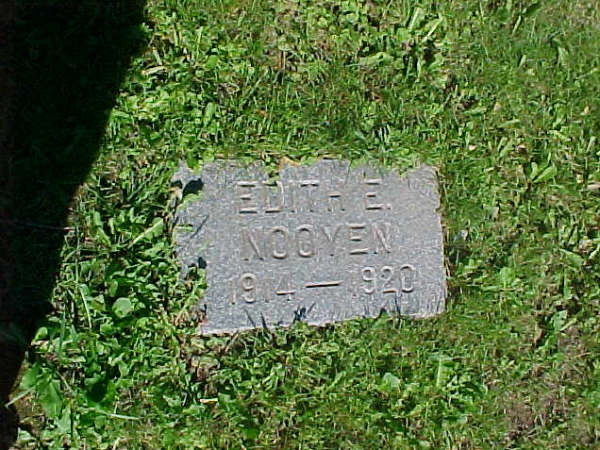 EDITH E.
NOOYEN
1914 — 1920